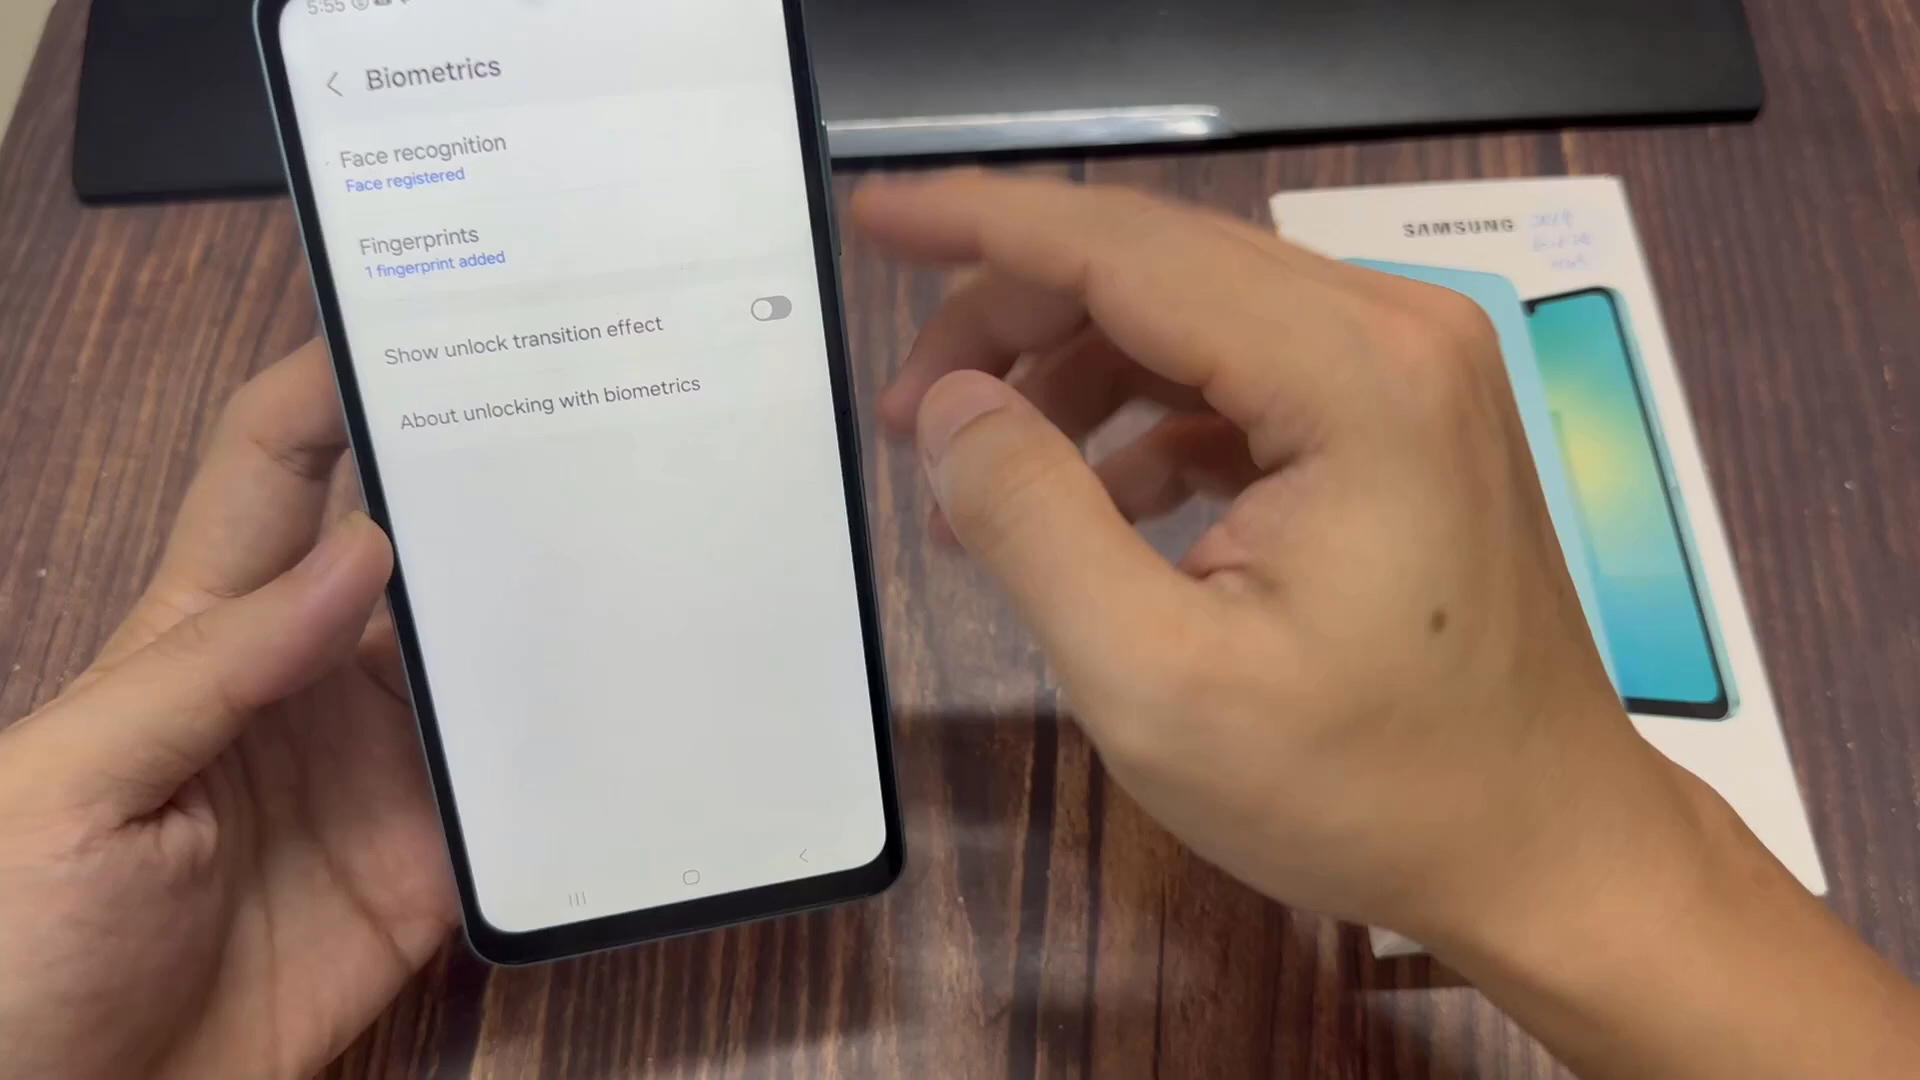 5:55
Biometrics
Face recognition
Face registered
Fingerprints
1 fingerprint added
Show unlock transition effect
About unlocking with biometrics
SAMSUNG